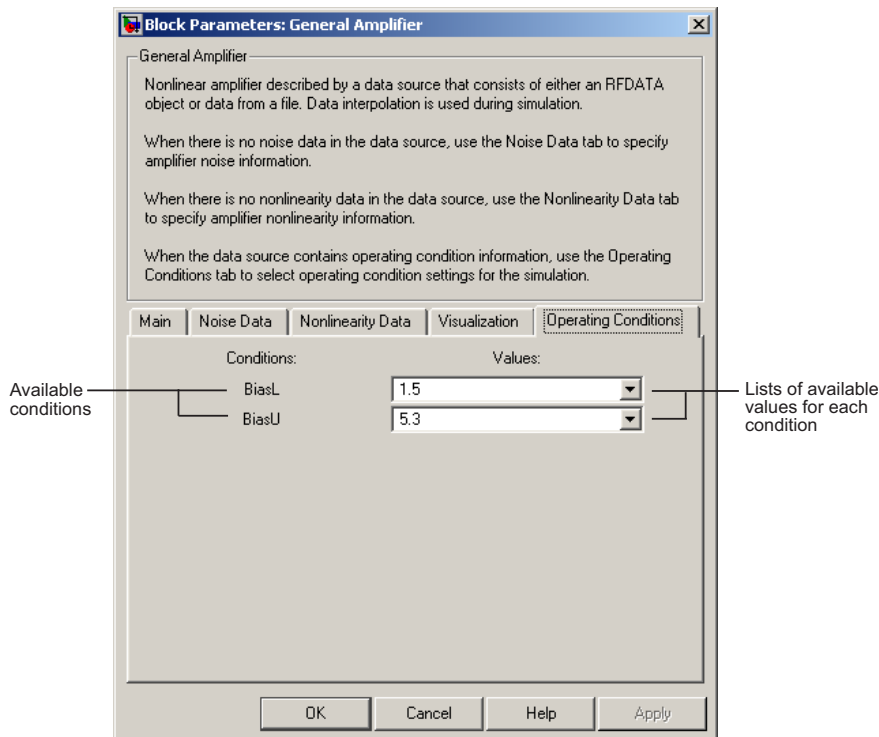 Block Parameters: General Amplifier
General Amplifier
Nonlinear amplifier described by a data source that consists of either an RFDATA
object or data from a file. Data interpolation is used during simulation.
When there is no noise data in the data source, use the Noise Data tab to specify
amplifier noise information.
When there is no nonlinearity data in the data source, use the Nonlinearity Data tab
to specify amplifier nonlinearity information.
When the data source contains operating condition information, use the Operating
Conditions tab to select operating condition settings for the simulation.
Main Noise Data Nonlinearity Data Visualization Operating Conditions
Conditions: Values:
Available
conditions
BiasL 1.5
BiasU 5.3
Lists of available
values for each
condition
OK Cancel Help Apply